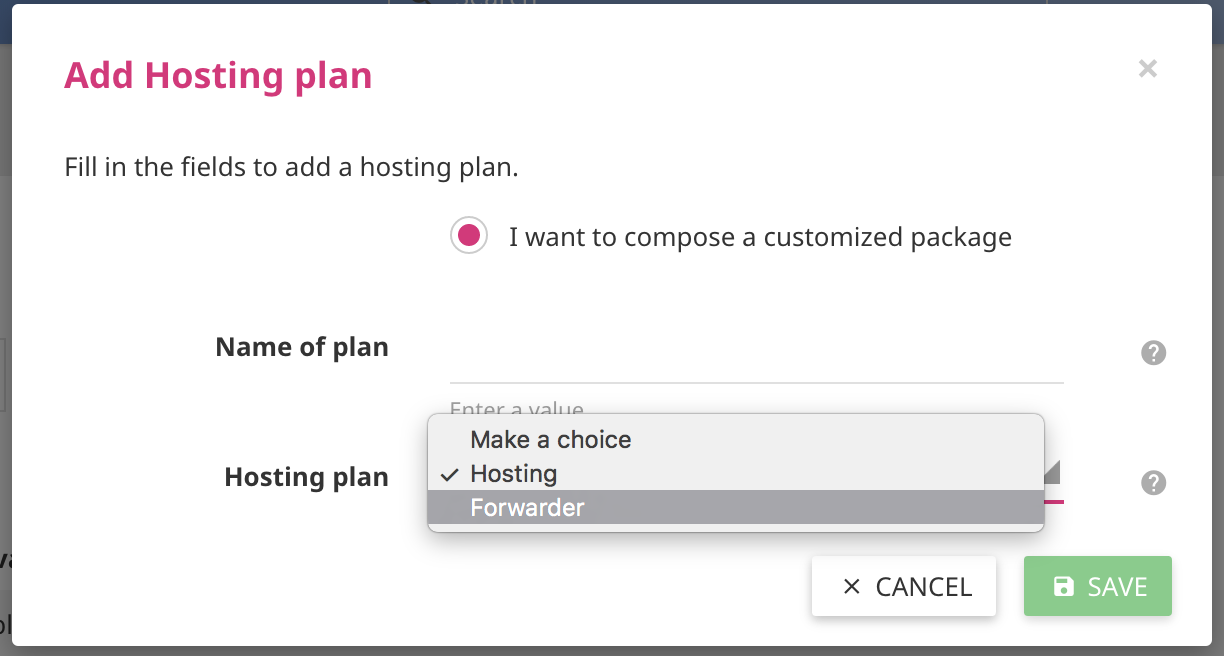 Add Hosting plan
Fill in the fields to add a hosting plan.
I want to compose a customized package
Name of plan
Enter a value
Make a choice
Hosting
Hosting plan
Forwarder
CANCEL
SAVE